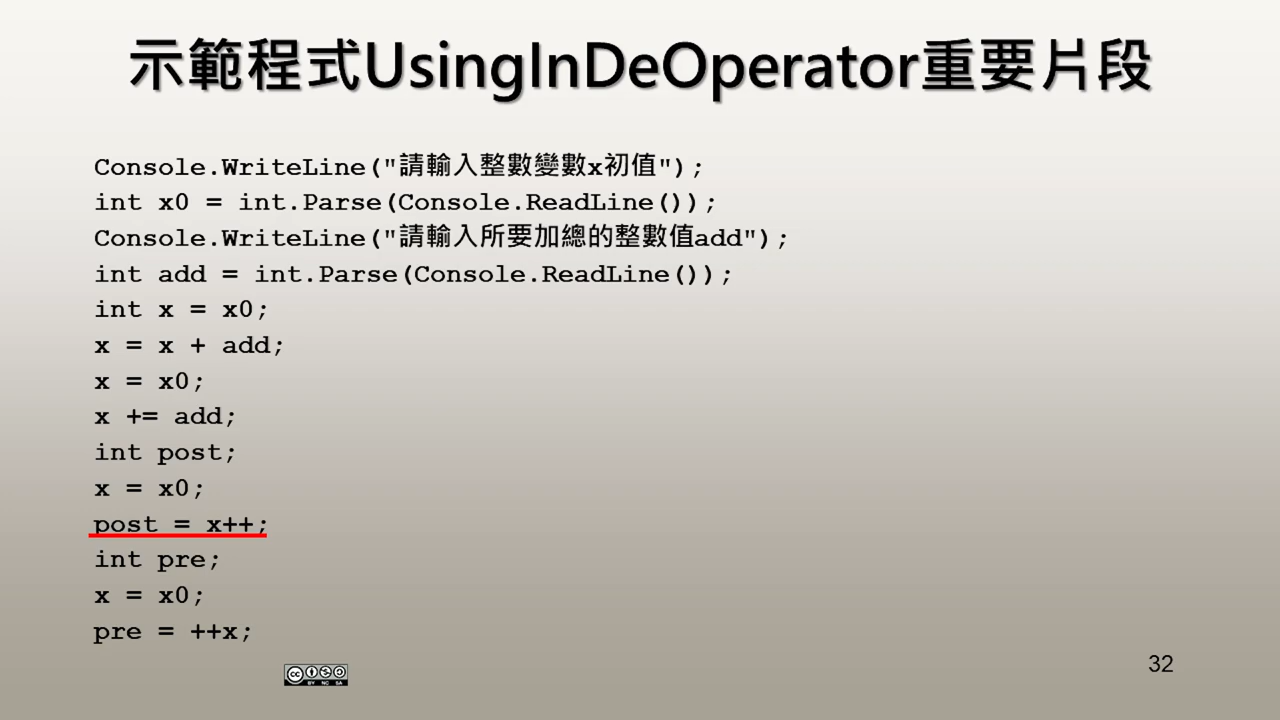 示範程式UsingInDeOperator重要片段
Console.WriteLine("請輸入整數變數x初值");
int x0 = int.Parse(Console.ReadLine());
Console.WriteLine("請輸入所要加總的整數值add");
int add = int.Parse(Console.ReadLine());
int x = x0;
x = x + add;
x = x0;
x += add;
int post;
x = x0;
post = x++;
int pre;
x = x0;
pre = ++x;
cc
BY NC SA
32